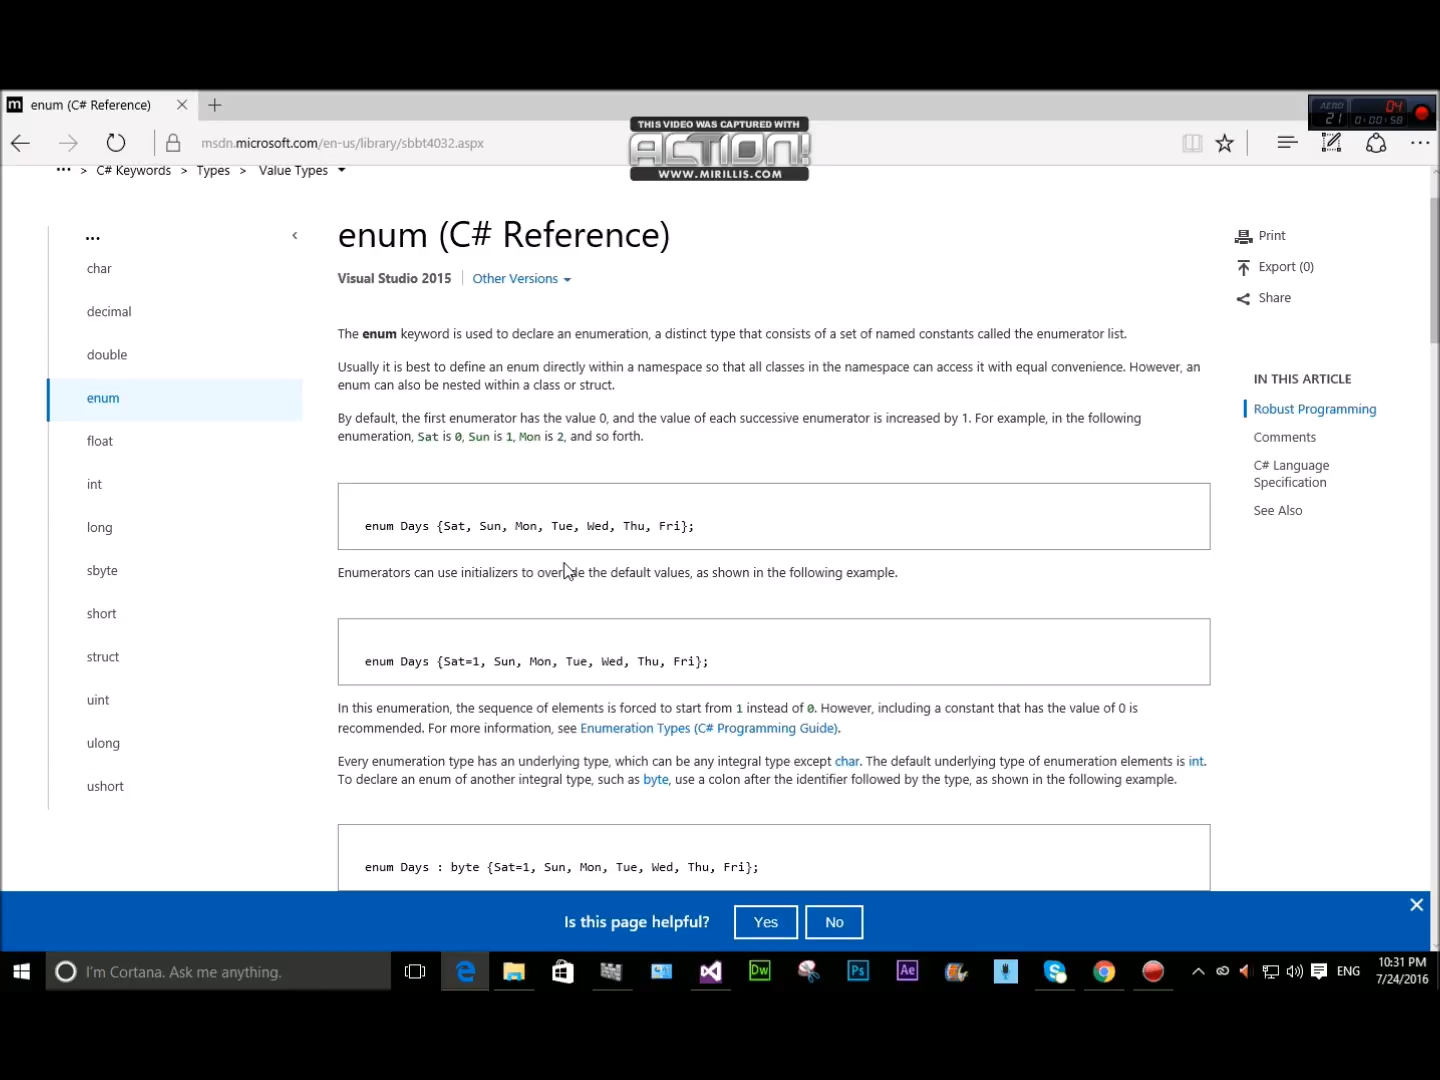 enum (C# Reference)
AERO
21
04
0:00:58
THIS VIDEO WAS CAPTURED WITH
ACTION!
WWW.MIRILLIS.COM
msdn.microsoft.com/en-us/library/sbbt4032.aspx
··· > C# Keywords > Types > Value Types
...
char
decimal
double
enum
float
int
long
sbyte
short
struct
uint
ulong
ushort
enum (C# Reference)
Visual Studio 2015 | Other Versions
The enum keyword is used to declare an enumeration, a distinct type that consists of a set of named constants called the enumerator list.
Usually it is best to define an enum directly within a namespace so that all classes in the namespace can access it with equal convenience. However, an
enum can also be nested within a class or struct.
By default, the first enumerator has the value 0, and the value of each successive enumerator is increased by 1. For example, in the following
enumeration, Sat is 0, Sun is 1, Mon is 2, and so forth.
enum Days {Sat, Sun, Mon, Tue, Wed, Thu, Fri};
Enumerators can use initializers to override the default values, as shown in the following example.
enum Days {Sat=1, Sun, Mon, Tue, Wed, Thu, Fri};
In this enumeration, the sequence of elements is forced to start from 1 instead of 0. However, including a constant that has the value of 0 is
recommended. For more information, see Enumeration Types (C# Programming Guide).
Every enumeration type has an underlying type, which can be any integral type except char. The default underlying type of enumeration elements is int.
To declare an enum of another integral type, such as byte, use a colon after the identifier followed by the type, as shown in the following example.
enum Days : byte {Sat=1, Sun, Mon, Tue, Wed, Thu, Fri};
Print
Export (0)
Share
IN THIS ARTICLE
Robust Programming
Comments
C# Language
Specification
See Also
Is this page helpful?
Yes
No
I'm Cortana. Ask me anything.
Dw
Ps
Ae
ENG
10:31 PM
7/24/2016